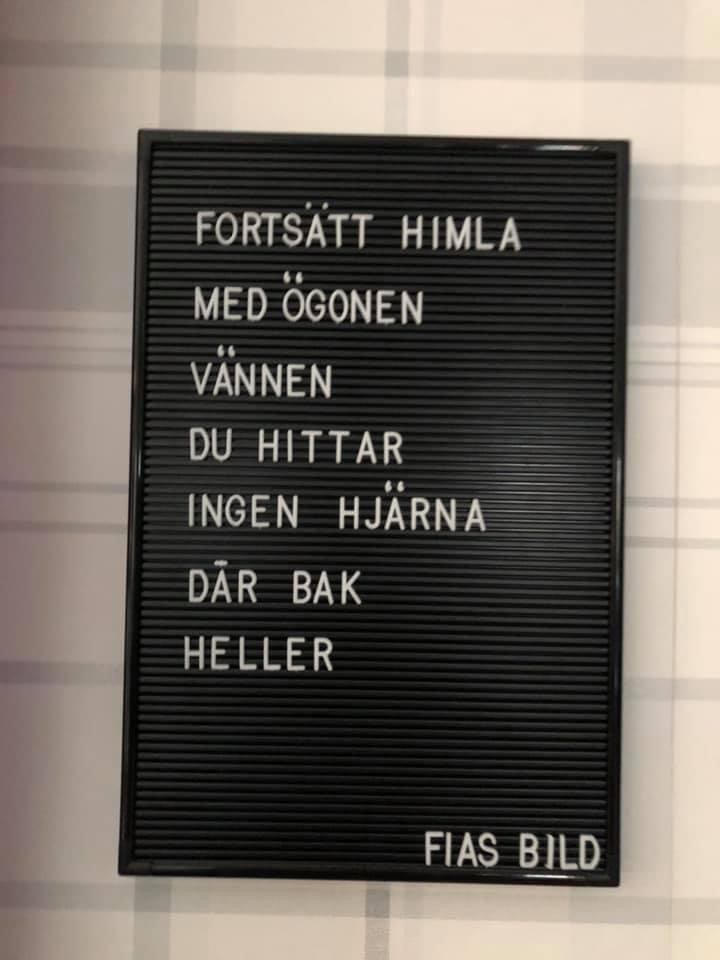 FORTSÄTT HIMLA
MED ÖGONEN
VÄNNEN
DU HITTAR
INGEN HJÄRNA
DÄR BAK
HELLER
FIAS BILD